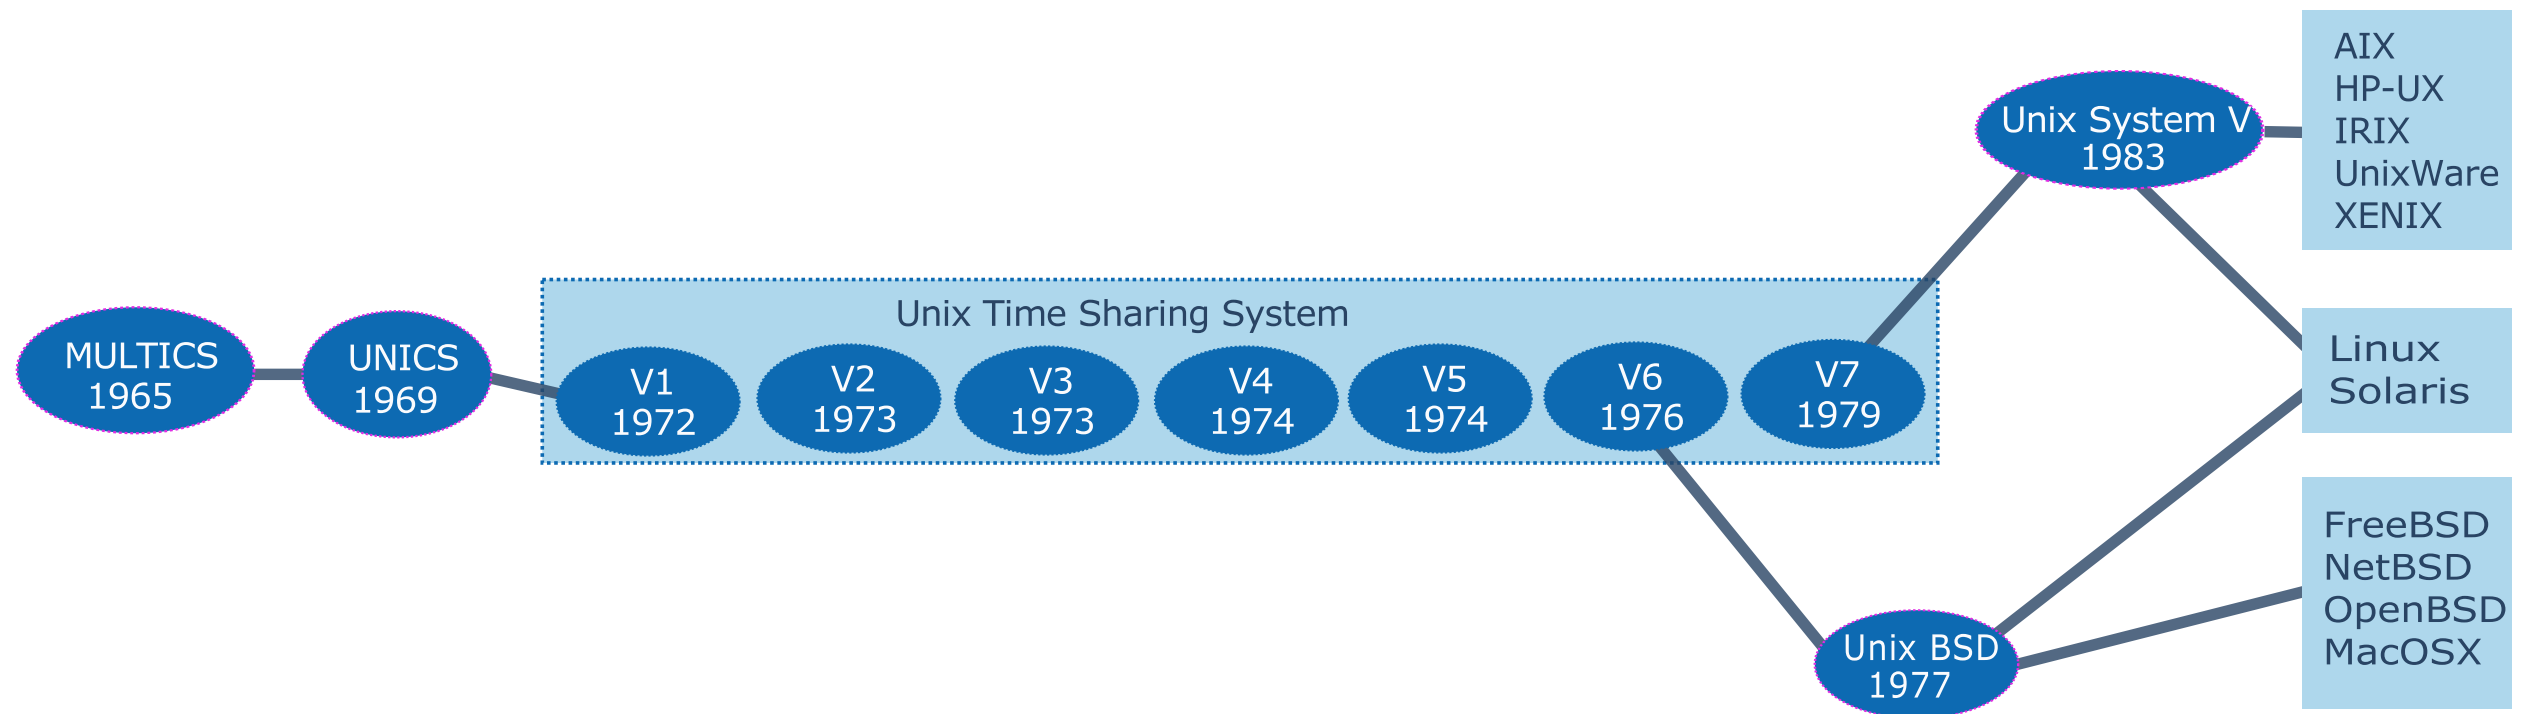 MULTICS
1965
UNICS
1969
Unix Time Sharing System
V1
1972
V2
1973
V3
1973
V4
1974
V5
1974
V6
1976
V7
1979
Unix System V
1983
Unix BSD
1977
AIX
HP-UX
IRIX
UnixWare
XENIX
Linux
Solaris
FreeBSD
NetBSD
OpenBSD
MacOSX